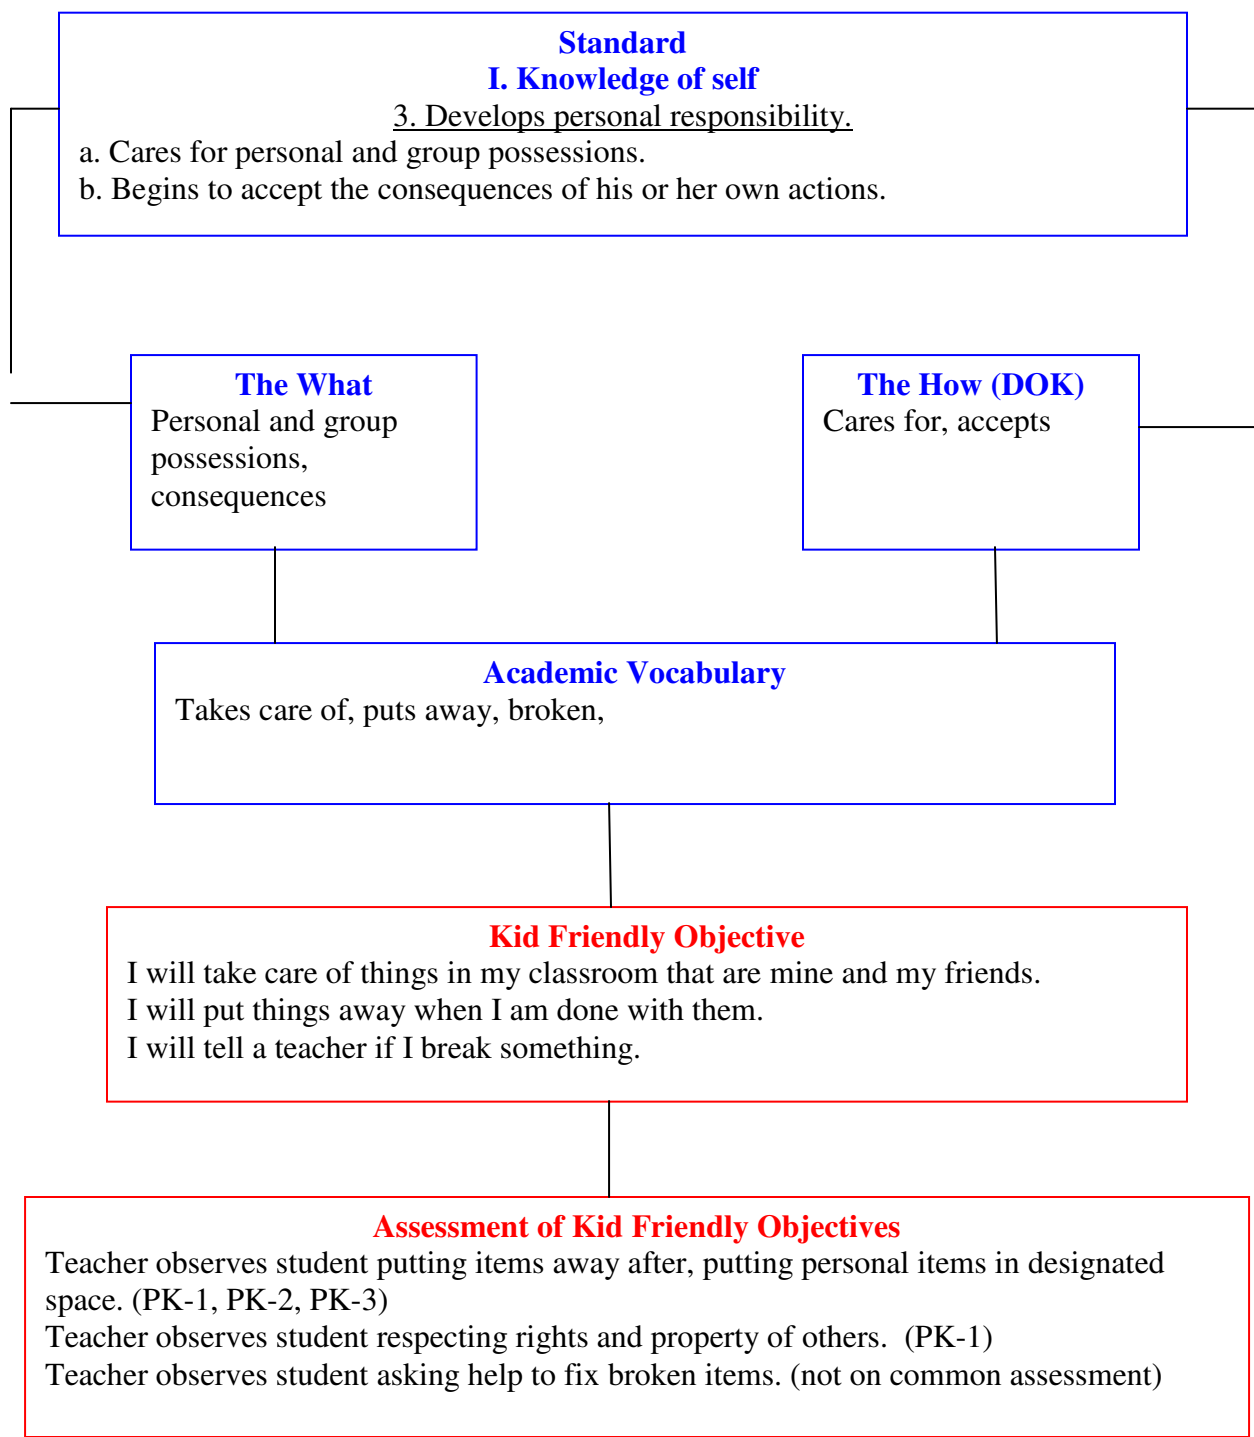 Standard
I. Knowledge of self
3. Develops personal responsibility.
a. Cares for personal and group possessions.
b. Begins to accept the consequences of his or her own actions.
The What
Personal and group
possessions,
consequences
The How (DOK)
Cares for, accepts
Academic Vocabulary
Takes care of, puts away, broken,
Kid Friendly Objective
I will take care of things in my classroom that are mine and my friends.
I will put things away when I am done with them.
I will tell a teacher if I break something.
Assessment of Kid Friendly Objectives
Teacher observes student putting items away after, putting personal items in designated
space. (PK-1, PK-2, PK-3)
Teacher observes student respecting rights and property of others.  (PK-1)
Teacher observes student asking help to fix broken items. (not on common assessment)